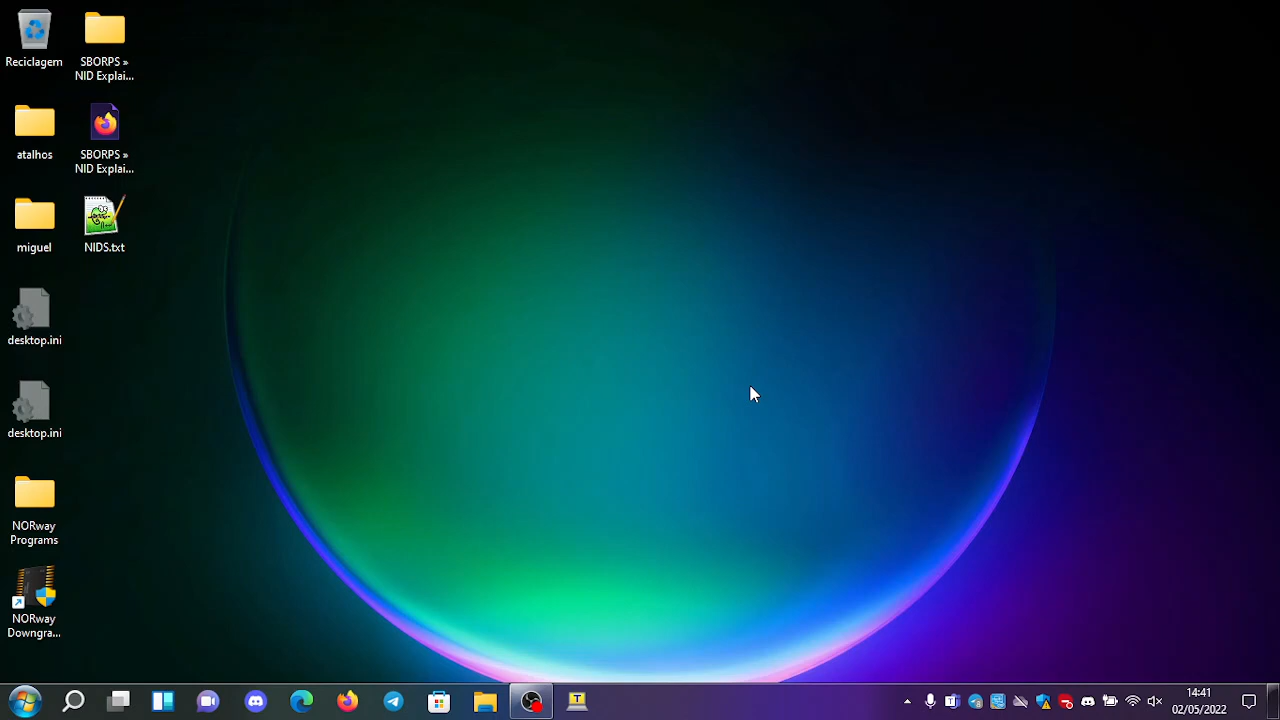 Reciclagem
SBORPS »
NID Explai...
atalhos
SBORPS »
NID Explai...
miguel
NIDS.txt
desktop.ini
desktop.ini
NORway
Programs
NORway
Downgra...
14:41
02/05/2022